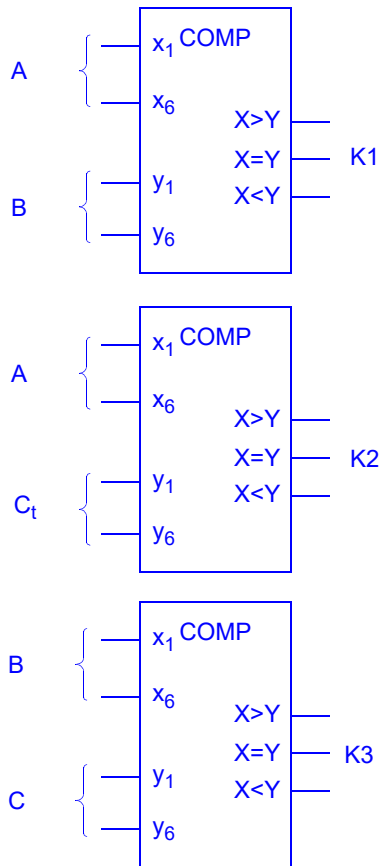 x1 COMP
A
x6
X>Y
X=Y K1
y1
X<Y
B
y6
x1 COMP
A
x6
X>Y
X=Y K2
y1
X<Y
Ct
y6
x1 COMP
B
x6
X>Y
X=Y K3
y1
X<Y
C
y6